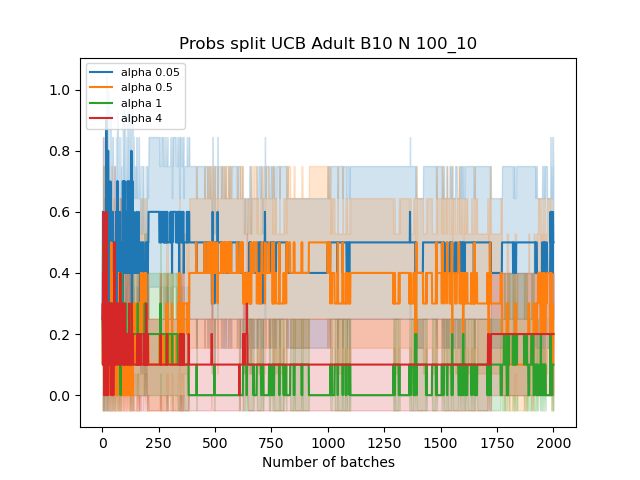 Probs split UCB Adult B10 N 100_10
alpha 0.05
alpha 0.5
alpha 1
alpha 4
1.0
0.8
0.6
0.4
0.2
0.0
0 250 500 750 1000 1250 1500 1750 2000
Number of batches